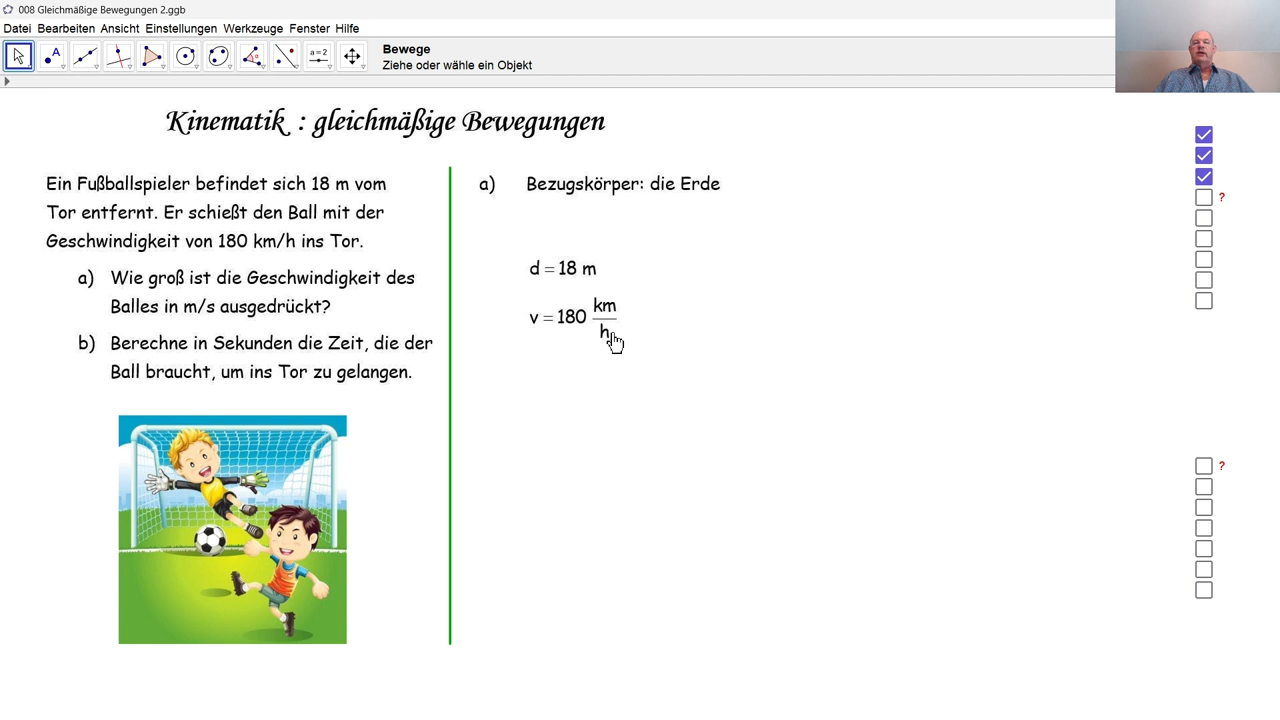 008 Gleichmäßige Bewegungen 2.ggb
Datei Bearbeiten Ansicht Einstellungen Werkzeuge Fenster Hilfe
A
a=2
Bewege
Ziehe oder wähle ein Objekt
Kinematik : gleichmäßige Bewegungen
Ein Fußballspieler befindet sich 18 m vom
Tor entfernt. Er schießt den Ball mit der
Geschwindigkeit von 180 km/h ins Tor.
a) Wie groß ist die Geschwindigkeit des
Balles in m/s ausgedrückt?
b) Berechne in Sekunden die Zeit, die der
Ball braucht, um ins Tor zu gelangen.
a) Bezugskörper: die Erde
d = 18 m
v = 180 km/h
?
?